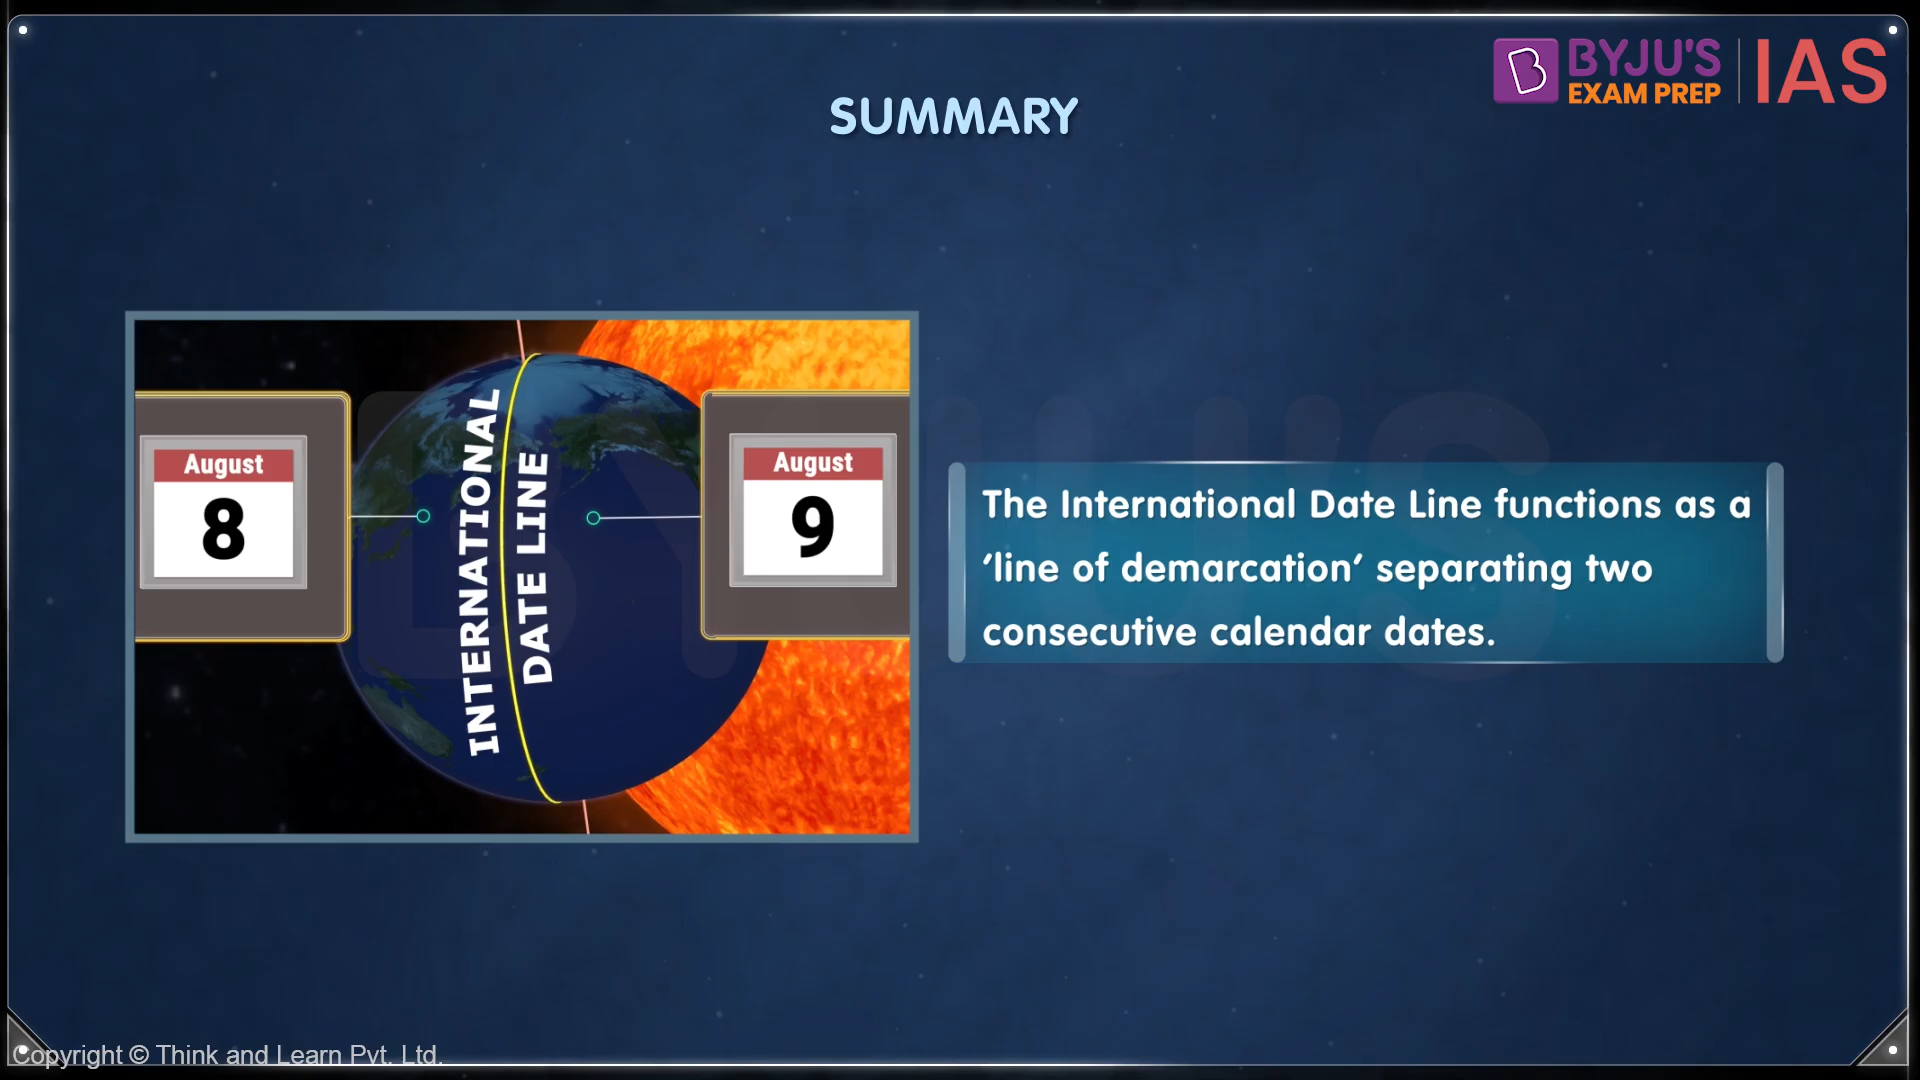 BYJU'S
EXAM PREP
IAS
SUMMARY
August
8
INTERNATIONAL
DATE LINE
August
9
The International Date Line functions as a
‘line of demarcation’ separating two
consecutive calendar dates.
BYJU'S
Copyright © Think and Learn Pvt. Ltd.